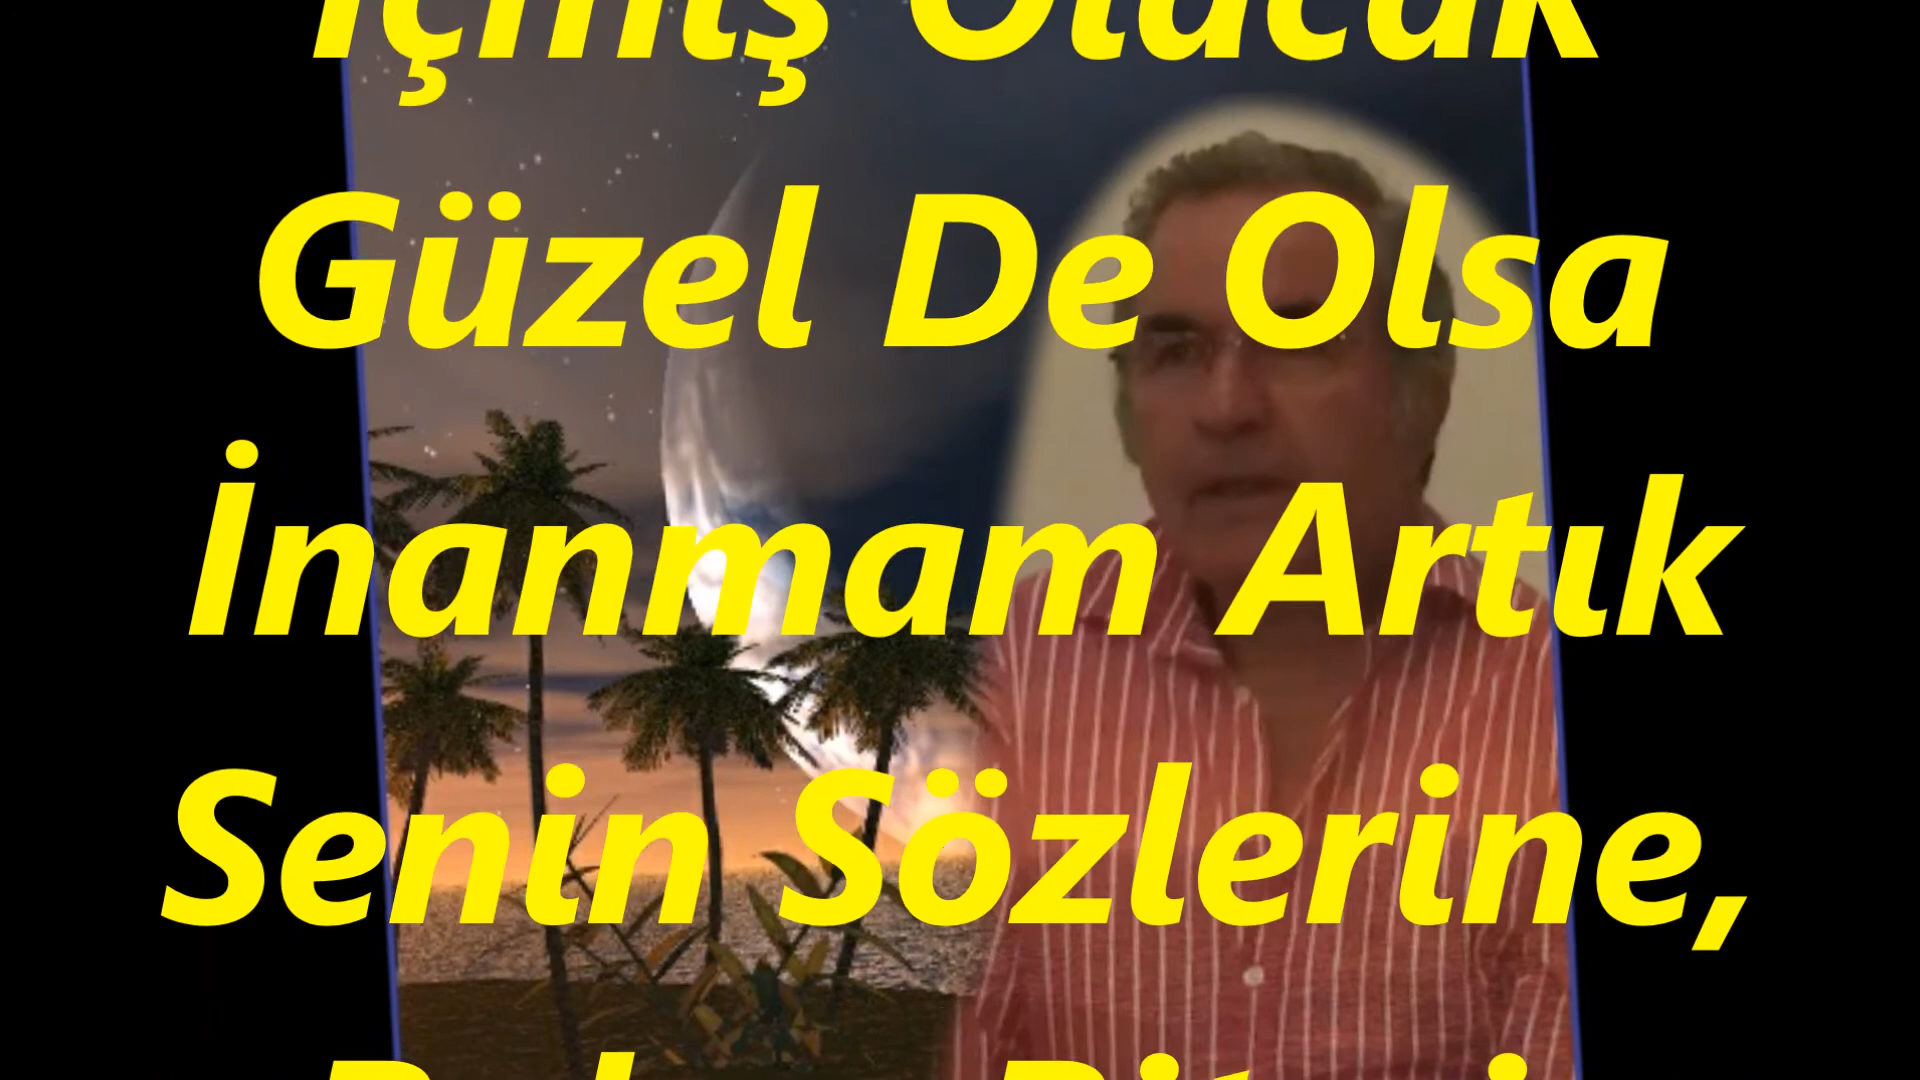 İçmiş Olacak
Güzel De Olsa
İnanmam Artık
Senin Sözlerine,